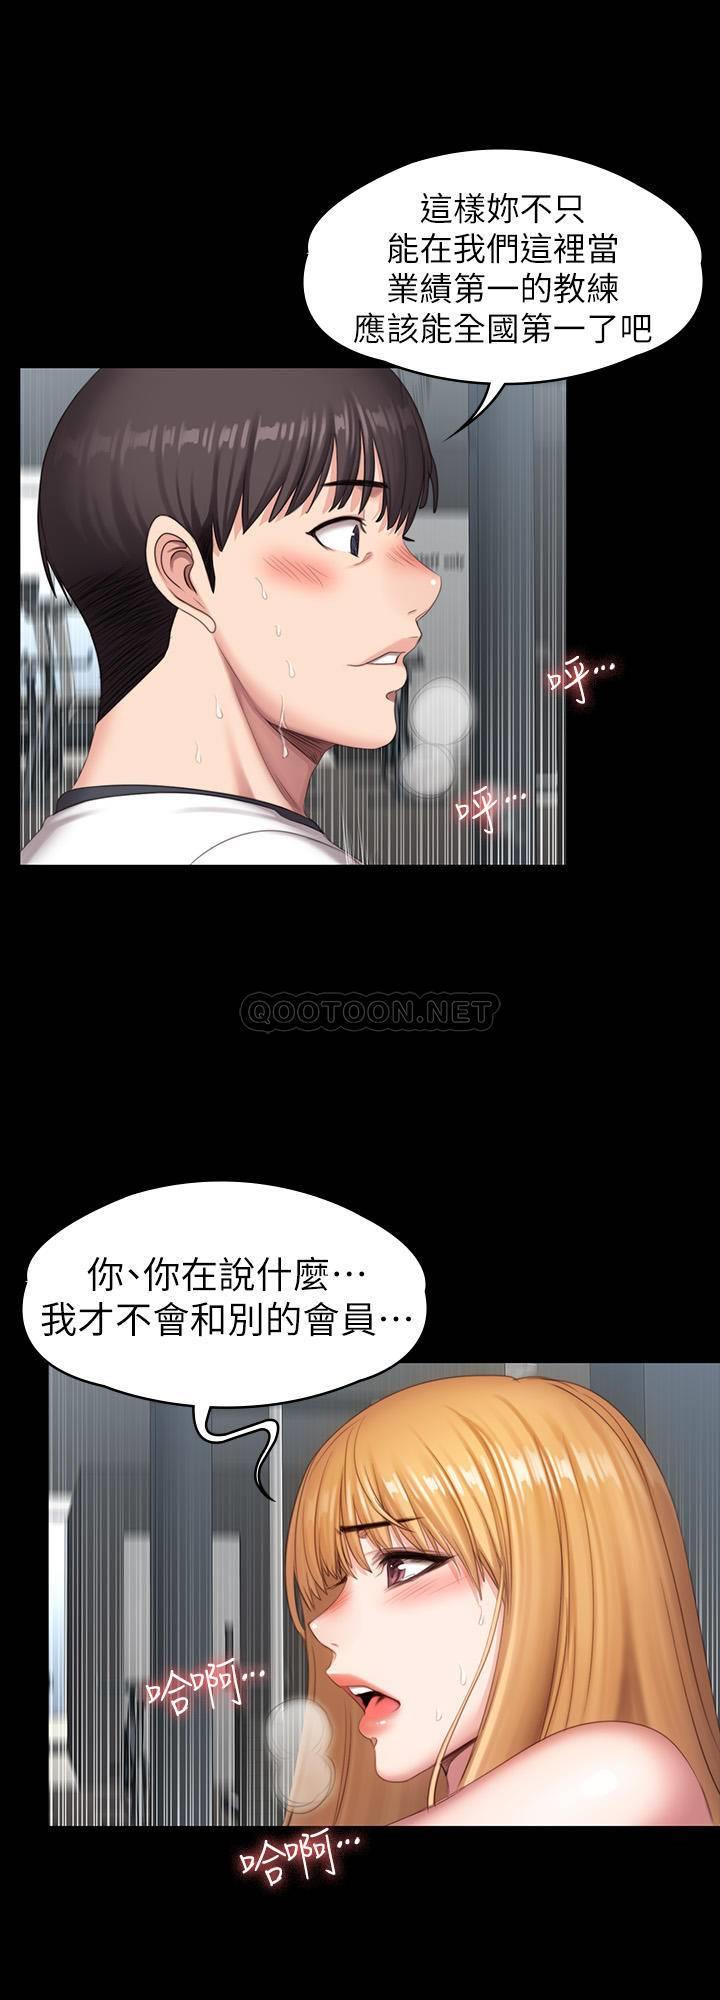 這樣妳不只
能在我們這裡當
業績第一的教練
應該能全國第一了吧
呼…
呼…
QOOTOON.NET
你、你在說什麼…
我才不會和別的會員…
哈啊…
哈啊…